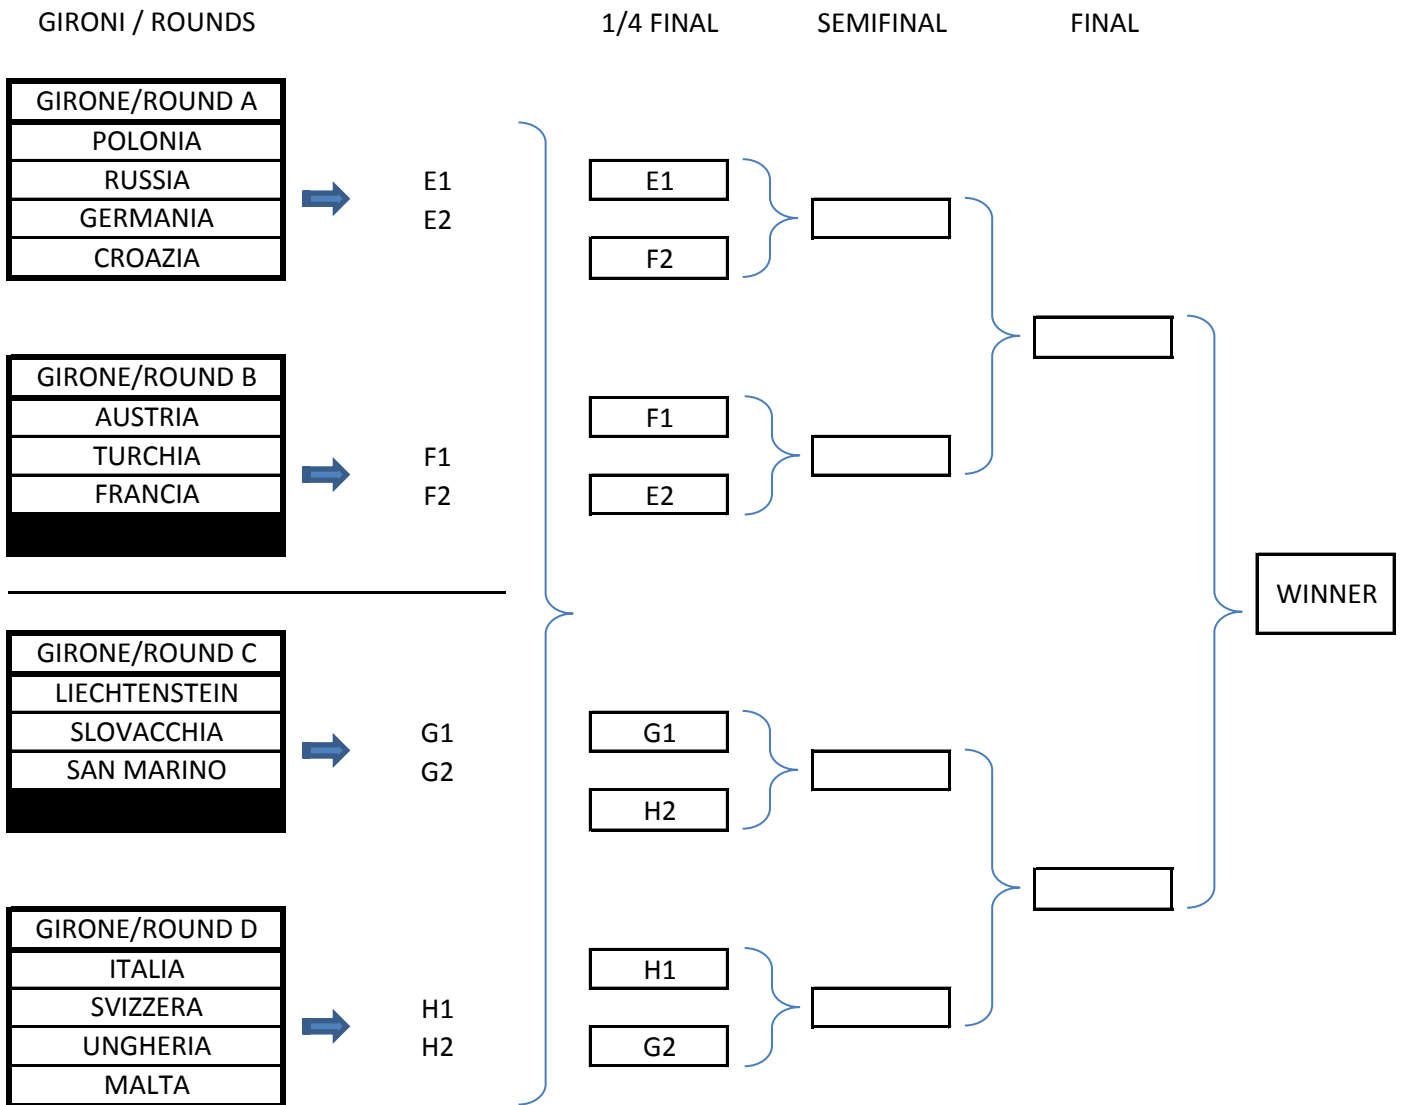 GIRONI / ROUNDS
1/4 FINAL
SEMIFINAL
FINAL
GIRONE/ROUND A
POLONIA
RUSSIA
GERMANIA
CROAZIA
E1
E2
GIRONE/ROUND B
AUSTRIA
TURCHIA
FRANCIA
F1
F2
GIRONE/ROUND C
LIECHTENSTEIN
SLOVACCHIA
SAN MARINO
G1
G2
GIRONE/ROUND D
ITALIA
SVIZZERA
UNGHERIA
MALTA
H1
H2
E1
F2
F1
E2
G1
H2
H1
G2
WINNER